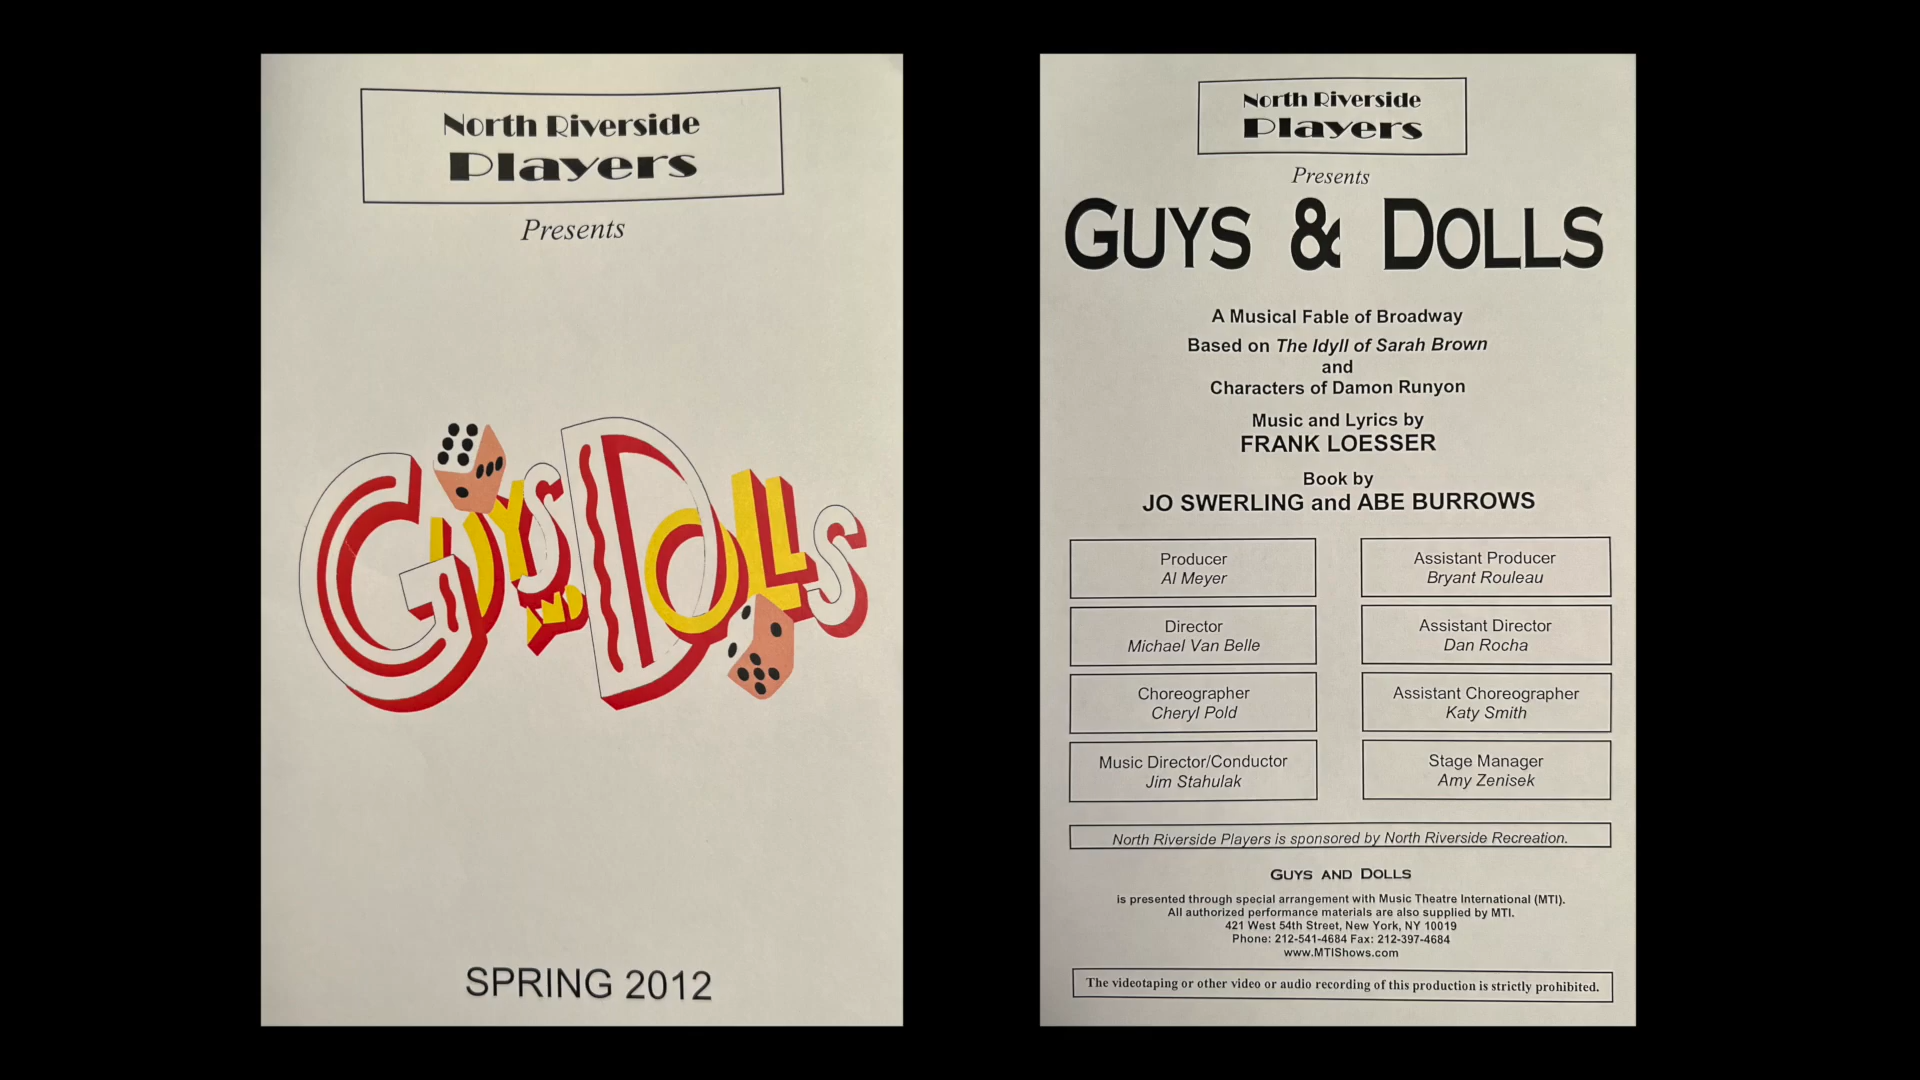 North Riverside
Players
Presents
GUYS AND DOLLS
SPRING 2012
North Riverside
Players
Presents
GUYS & DOLLS
A Musical Fable of Broadway
Based on The Idyll of Sarah Brown
and
Characters of Damon Runyon
Music and Lyrics by
FRANK LOESSER
Book by
JO SWERLING and ABE BURROWS
Producer
Al Meyer
Assistant Producer
Bryant Rouleau
Director
Michael Van Belle
Assistant Director
Dan Rocha
Choreographer
Cheryl Pold
Assistant Choreographer
Katy Smith
Music Director/Conductor
Jim Stahulak
Stage Manager
Amy Zenisek
North Riverside Players is sponsored by North Riverside Recreation.
GUYS AND DOLLS
is presented through special arrangement with Music Theatre International (MTI).
All authorized performance materials are also supplied by MTI.
421 West 54th Street, New York, NY 10019
Phone: 212-541-4684 Fax: 212-397-4684
www.MTIShows.com
The videotaping or other video or audio recording of this production is strictly prohibited.